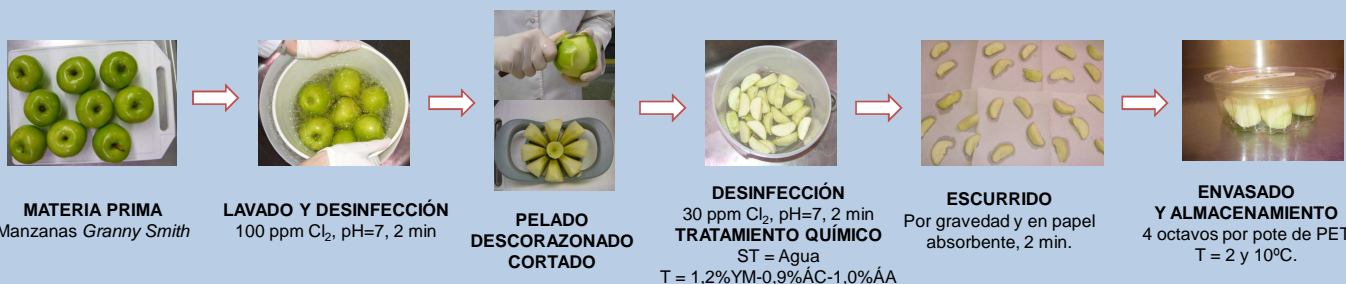 MATERIA PRIMA
Manzanas Granny Smith
LAVADO Y DESINFECCIÓN
100 ppm Cl₂, pH=7, 2 min
PELADO
DESCORAZONADO
CORTADO
DESINFECCIÓN
30 ppm Cl₂, pH=7, 2 min
TRATAMIENTO QUÍMICO
ST = Agua
T = 1,2%YM-0,9%ÁC-1,0%ÁA
ESCURRIDO
Por gravedad y en papel
absorbente, 2 min.
ENVASADO
Y ALMACENAMIENTO
4 octavos por pote de PET
T = 2 y 10ºC.